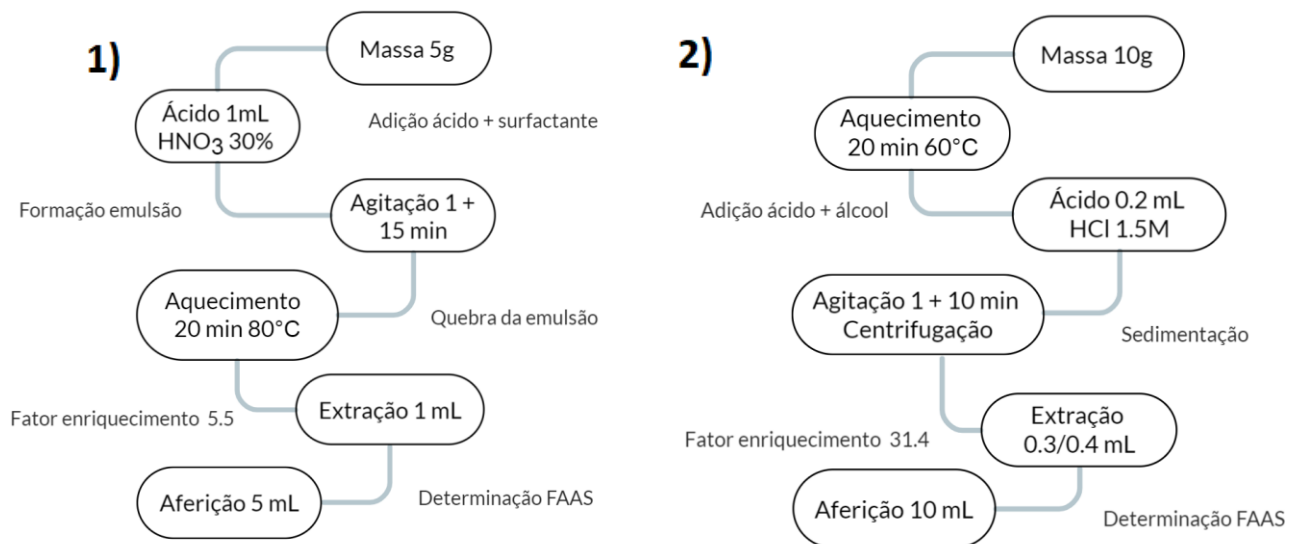 1)
Massa 5g
Ácido 1mL
HNO3 30%
Adição ácido + surfactante
Formação emulsão
Agitação 1 +
15 min
Aquecimento
20 min 80°C
Quebra da emulsão
Fator enriquecimento 5.5
Extração 1 mL
Aferição 5 mL
Determinação FAAS
2)
Massa 10g
Aquecimento
20 min 60°C
Adição ácido + álcool
Ácido 0.2 mL
HCl 1.5M
Agitação 1 + 10 min
Centrifugação
Sedimentação
Fator enriquecimento 31.4
Extração
0.3/0.4 mL
Aferição 10 mL
Determinação FAAS